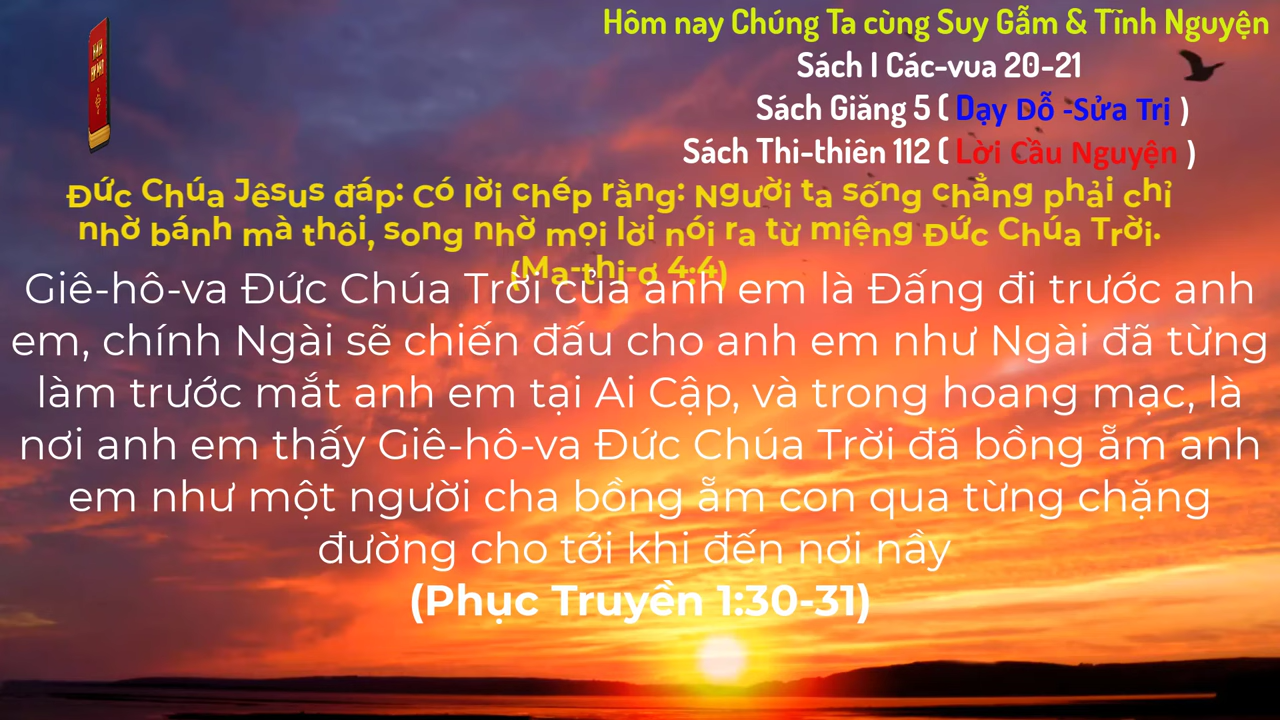 Hôm nay Chúng Ta cùng Suy Gẫm & Tĩnh Nguyện
Sách I Các-vua 20-21
Sách Giăng 5 ( Dạy Dỗ -Sửa Trị )
Sách Thi-thiên 112 ( Lời Cầu Nguyện )
Đức Chúa Jêsus đáp: Có lời chép rằng: Người ta sống chẳng phải chỉ
nhờ bánh mà thôi, song nhờ mọi lời nói ra từ miệng Đức Chúa Trời.
(Ma-thi-ơ 4:4)
Giê-hô-va Đức Chúa Trời của anh em là Đấng đi trước anh
em, chính Ngài sẽ chiến đấu cho anh em như Ngài đã từng
làm trước mắt anh em tại Ai Cập, và trong hoang mạc, là
nơi anh em thấy Giê-hô-va Đức Chúa Trời đã bồng ẵm anh
em như một người cha bồng ẵm con qua từng chặng
đường cho tới khi đến nơi nầy
(Phục Truyền 1:30-31)